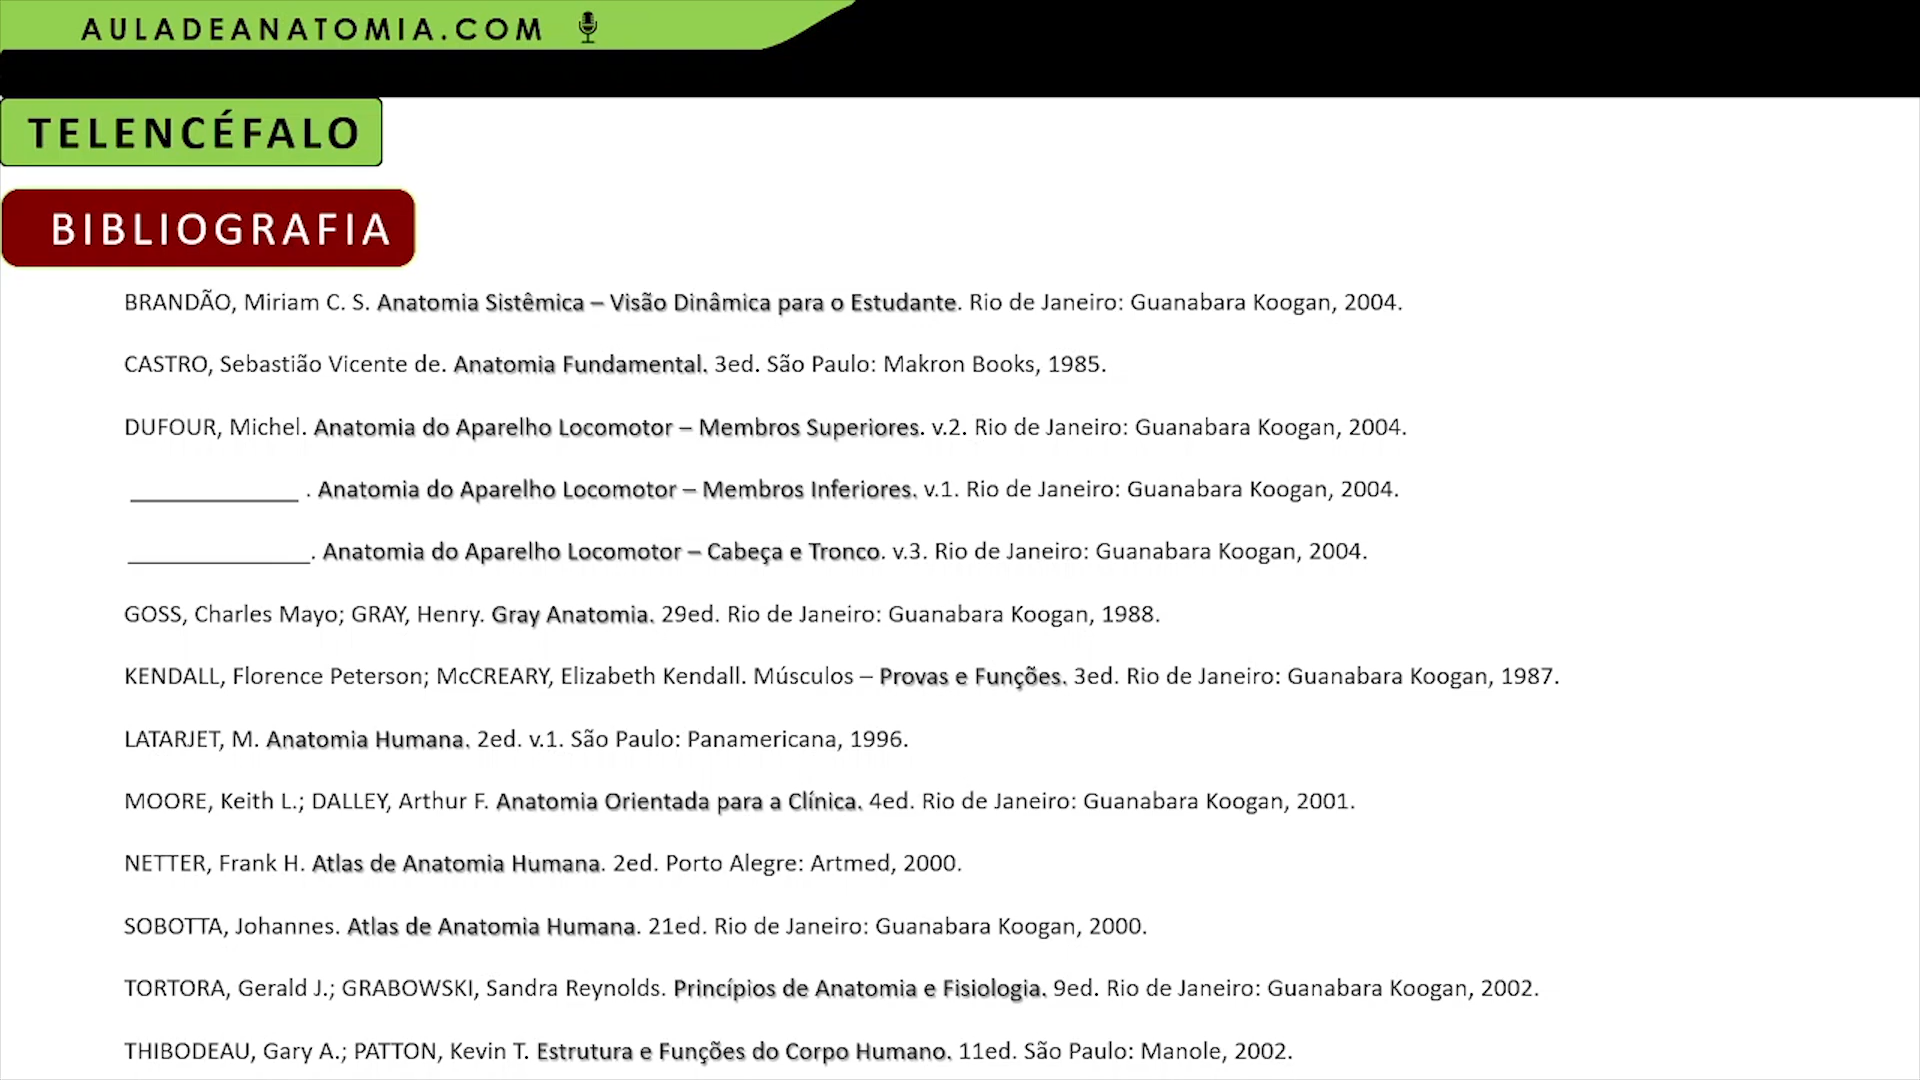 AULADEANATOMIA.COM
TELENCÉFALO
BIBLIOGRAFIA
BRANDÃO, Miriam C. S. Anatomia Sistêmica – Visão Dinâmica para o Estudante. Rio de Janeiro: Guanabara Koogan, 2004.
CASTRO, Sebastião Vicente de. Anatomia Fundamental. 3ed. São Paulo: Makron Books, 1985.
DUFOUR, Michel. Anatomia do Aparelho Locomotor – Membros Superiores. v.2. Rio de Janeiro: Guanabara Koogan, 2004.
______________ . Anatomia do Aparelho Locomotor – Membros Inferiores. v.1. Rio de Janeiro: Guanabara Koogan, 2004.
_______________. Anatomia do Aparelho Locomotor – Cabeça e Tronco. v.3. Rio de Janeiro: Guanabara Koogan, 2004.
GOSS, Charles Mayo; GRAY, Henry. Gray Anatomia. 29ed. Rio de Janeiro: Guanabara Koogan, 1988.
KENDALL, Florence Peterson; McCREARY, Elizabeth Kendall. Músculos – Provas e Funções. 3ed. Rio de Janeiro: Guanabara Koogan, 1987.
LATARJET, M. Anatomia Humana. 2ed. v.1. São Paulo: Panamericana, 1996.
MOORE, Keith L.; DALLEY, Arthur F. Anatomia Orientada para a Clínica. 4ed. Rio de Janeiro: Guanabara Koogan, 2001.
NETTER, Frank H. Atlas de Anatomia Humana. 2ed. Porto Alegre: Artmed, 2000.
SOBOTTA, Johannes. Atlas de Anatomia Humana. 21ed. Rio de Janeiro: Guanabara Koogan, 2000.
TORTORA, Gerald J.; GRABOWSKI, Sandra Reynolds. Princípios de Anatomia e Fisiologia. 9ed. Rio de Janeiro: Guanabara Koogan, 2002.
THIBODEAU, Gary A.; PATTON, Kevin T. Estrutura e Funções do Corpo Humano. 11ed. São Paulo: Manole, 2002.